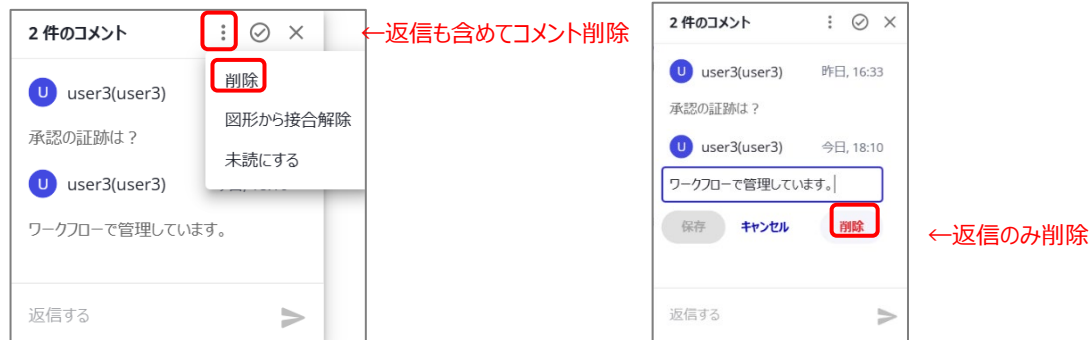 2 件のコメント
←返信も含めてコメント削除
削除
U user3(user3)
図形から接合解除
承認の証跡は？
未読にする
U user3(user3)
ワークフローで管理しています。
返信する
2 件のコメント
U user3(user3) 昨日, 16:33
承認の証跡は？
U user3(user3) 今日, 18:10
ワークフローで管理しています。
保存 キャンセル 削除
←返信のみ削除
返信する